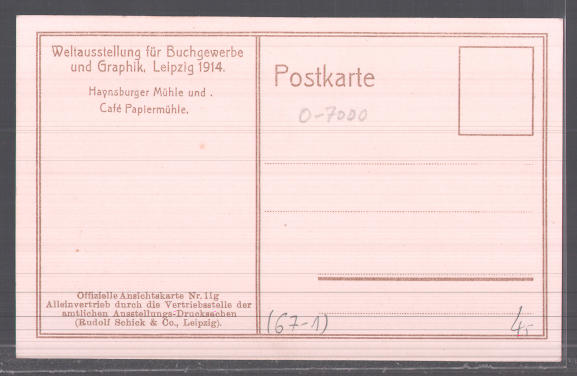 Weltausstellung für Buchgewerbe
und Graphik, Leipzig 1914.
Haynsburger Mühle und .
Café Papiermühle.
Offizielle Ansichtskarte Nr. 11g
Alleinvertrieb durch die Vertriebsstelle der
amtlichen Ausstellungs-Drucksachen
(Rudolf Schick & Co., Leipzig).
Postkarte
O-7000
(67-1)
4,-